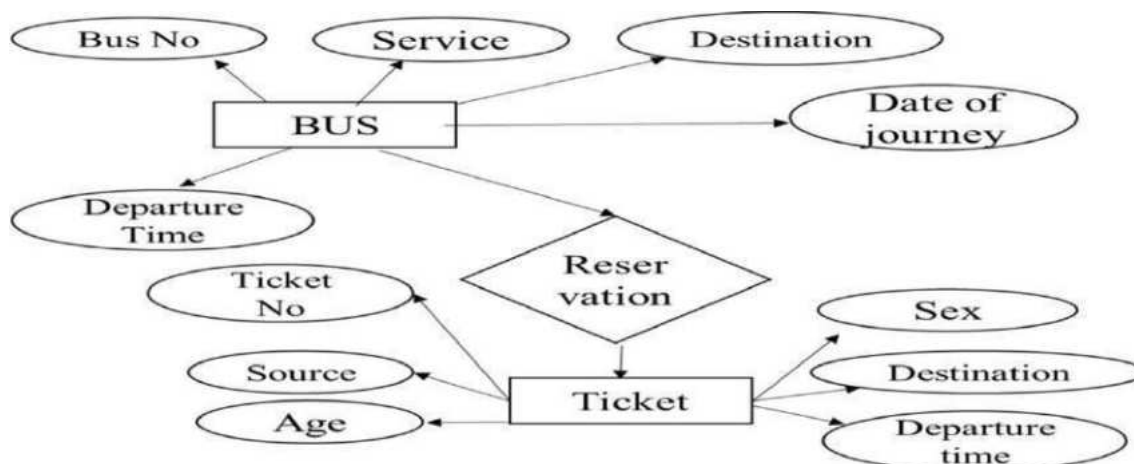 Bus No
Service
Destination
BUS
Date of
journey
Departure
Time
Reser
vation
Ticket
No
Sex
Source
Destination
Ticket
Age
Departure
time